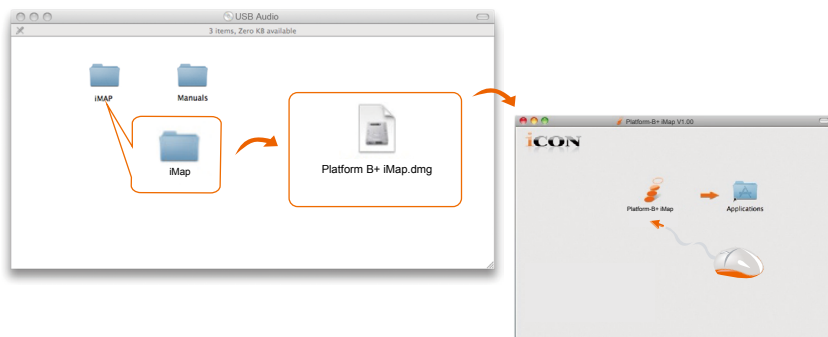 USB Audio
3 items, Zero KB available
iMAP
Manuals
iMap
Platform B+ iMap.dmg
Platform-B+ iMap V1.00
iCON
Platform-B+ iMap
Applications